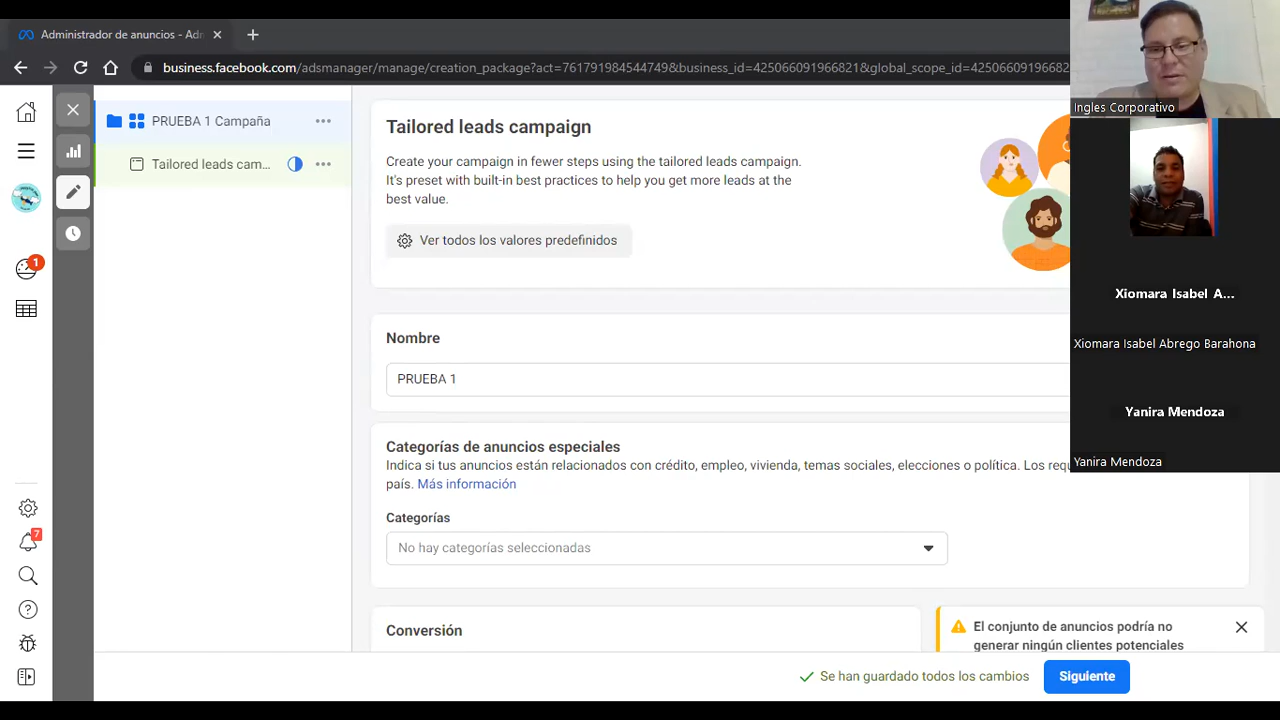 Administrador de anuncios - Adr
business.facebook.com/adsmanager/manage/creation_package?act=761791984544749&business_id=425066091966821&global_scope_id=42506609196682
PRUEBA 1 Campaña
Tailored leads cam...
1
7
Tailored leads campaign
Create your campaign in fewer steps using the tailored leads campaign.
It's preset with built-in best practices to help you get more leads at the
best value.
Ver todos los valores predefinidos
Nombre
PRUEBA 1
Categorías de anuncios especiales
Indica si tus anuncios están relacionados con crédito, empleo, vivienda, temas sociales, elecciones o política. Los req
país. Más información
Categorías
No hay categorías seleccionadas
Conversión
El conjunto de anuncios podría no
generar ningún clientes potenciales
Se han guardado todos los cambios
Siguiente
Ingles Corporativo
Xiomara Isabel A...
Xiomara Isabel Abrego Barahona
Yanira Mendoza
Yanira Mendoza